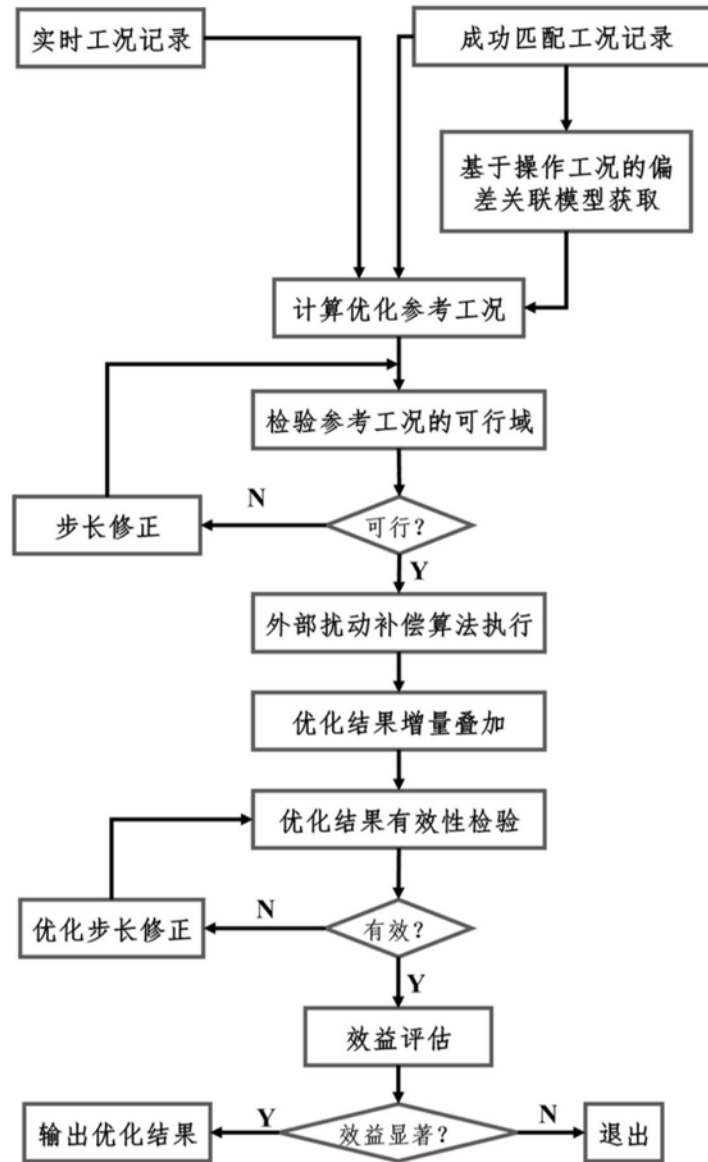 实时工况记录
成功匹配工况记录
基于操作工况的偏
差关联模型获取
计算优化参考工况
检验参考工况的可行域
步长修正
N
可行?
Y
外部扰动补偿算法执行
优化结果增量叠加
优化结果有效性检验
优化步长修正
N
有效?
Y
效益评估
输出优化结果
Y
效益显著?
N
退出